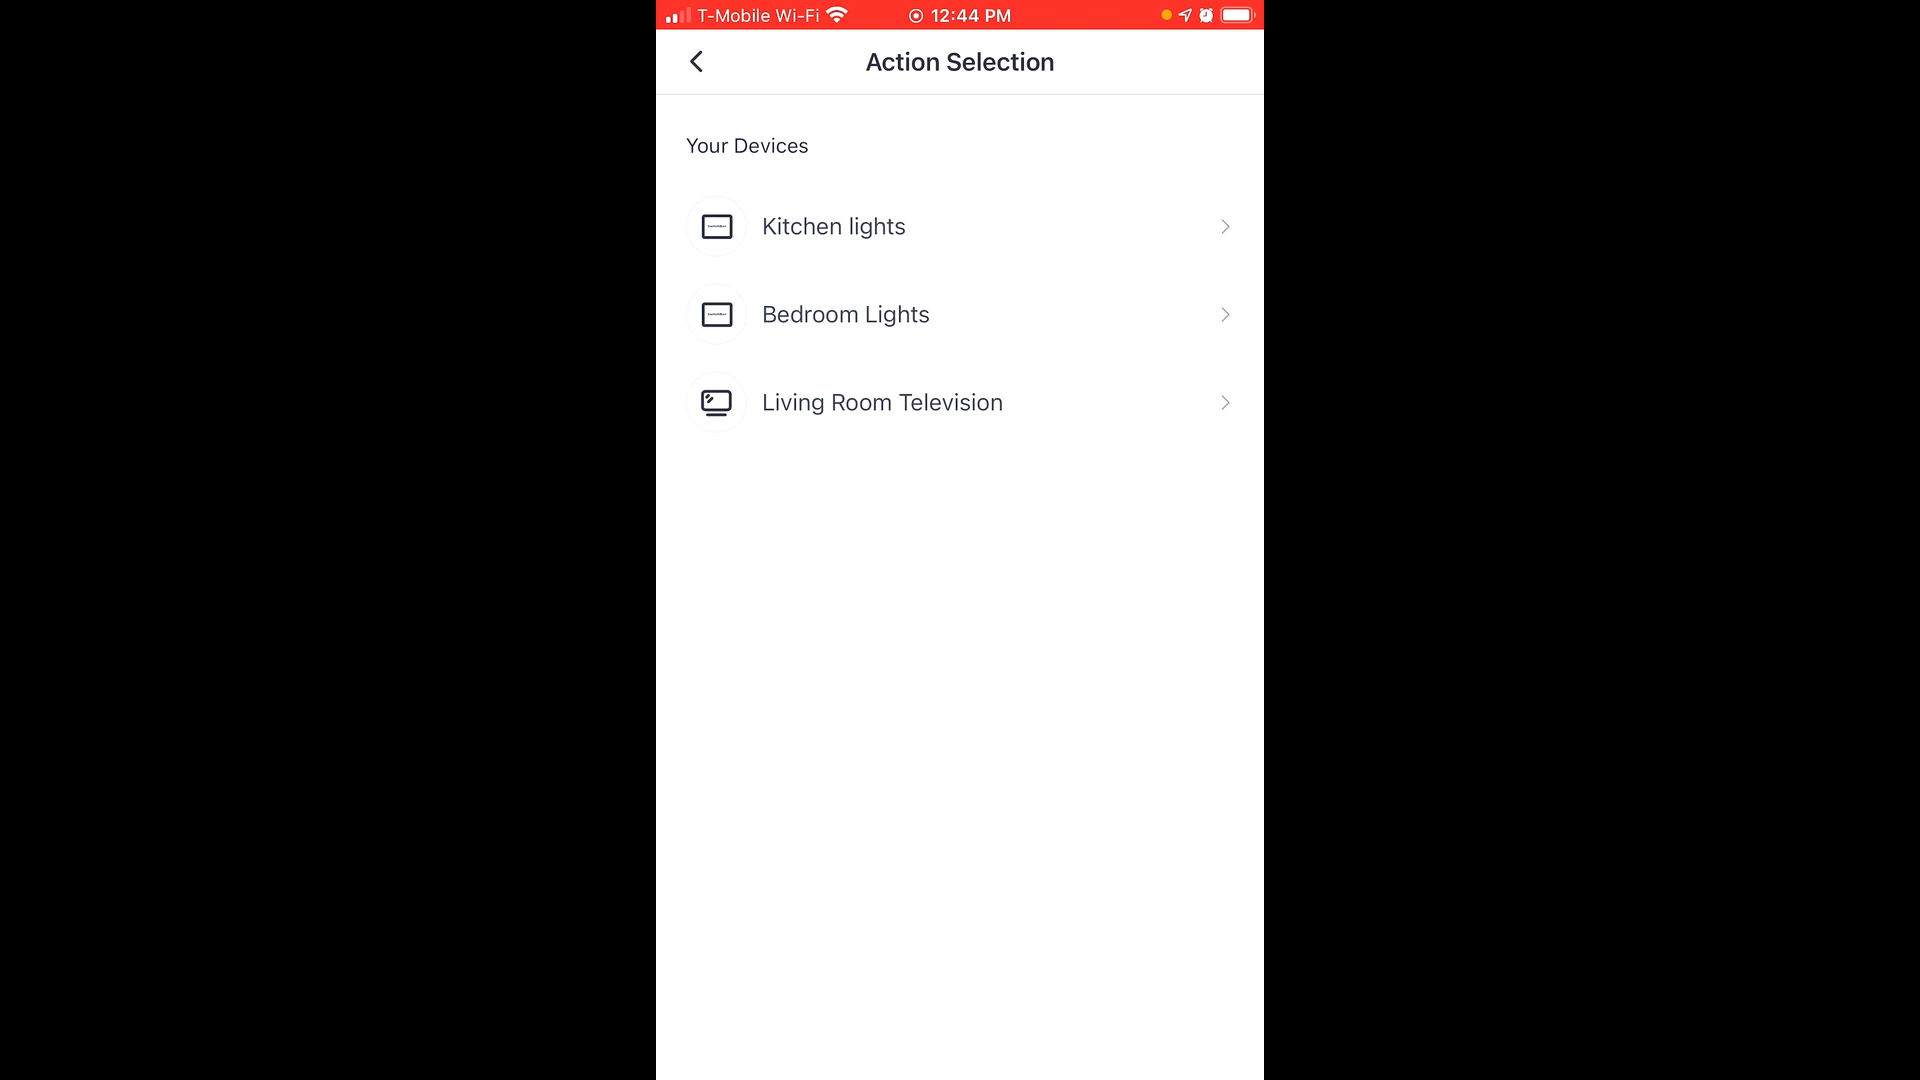 T-Mobile Wi-Fi 12:44 PM
Action Selection
Your Devices
Kitchen lights
Bedroom Lights
Living Room Television